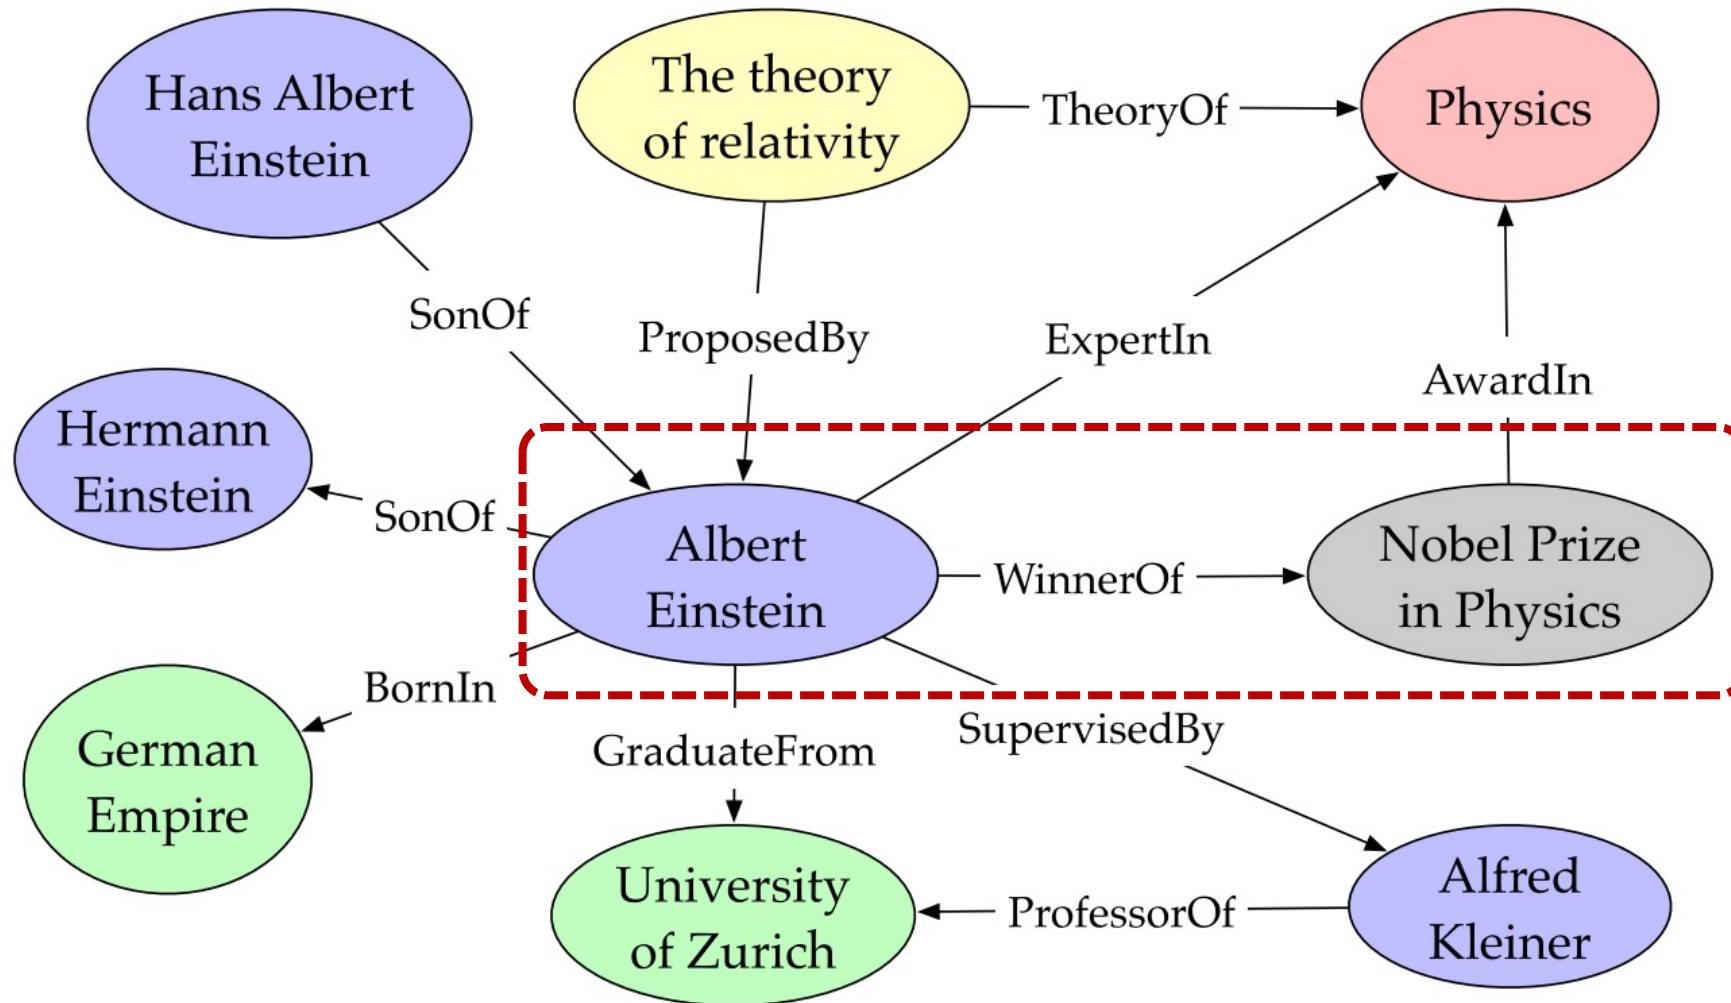 Hans Albert
Einstein
The theory
of relativity
TheoryOf
Physics
SonOf
ProposedBy
ExpertIn
AwardIn
Hermann
Einstein
SonOf
Albert
Einstein
WinnerOf
Nobel Prize
in Physics
BornIn
German
Empire
GraduateFrom
SupervisedBy
University
of Zurich
ProfessorOf
Alfred
Kleiner